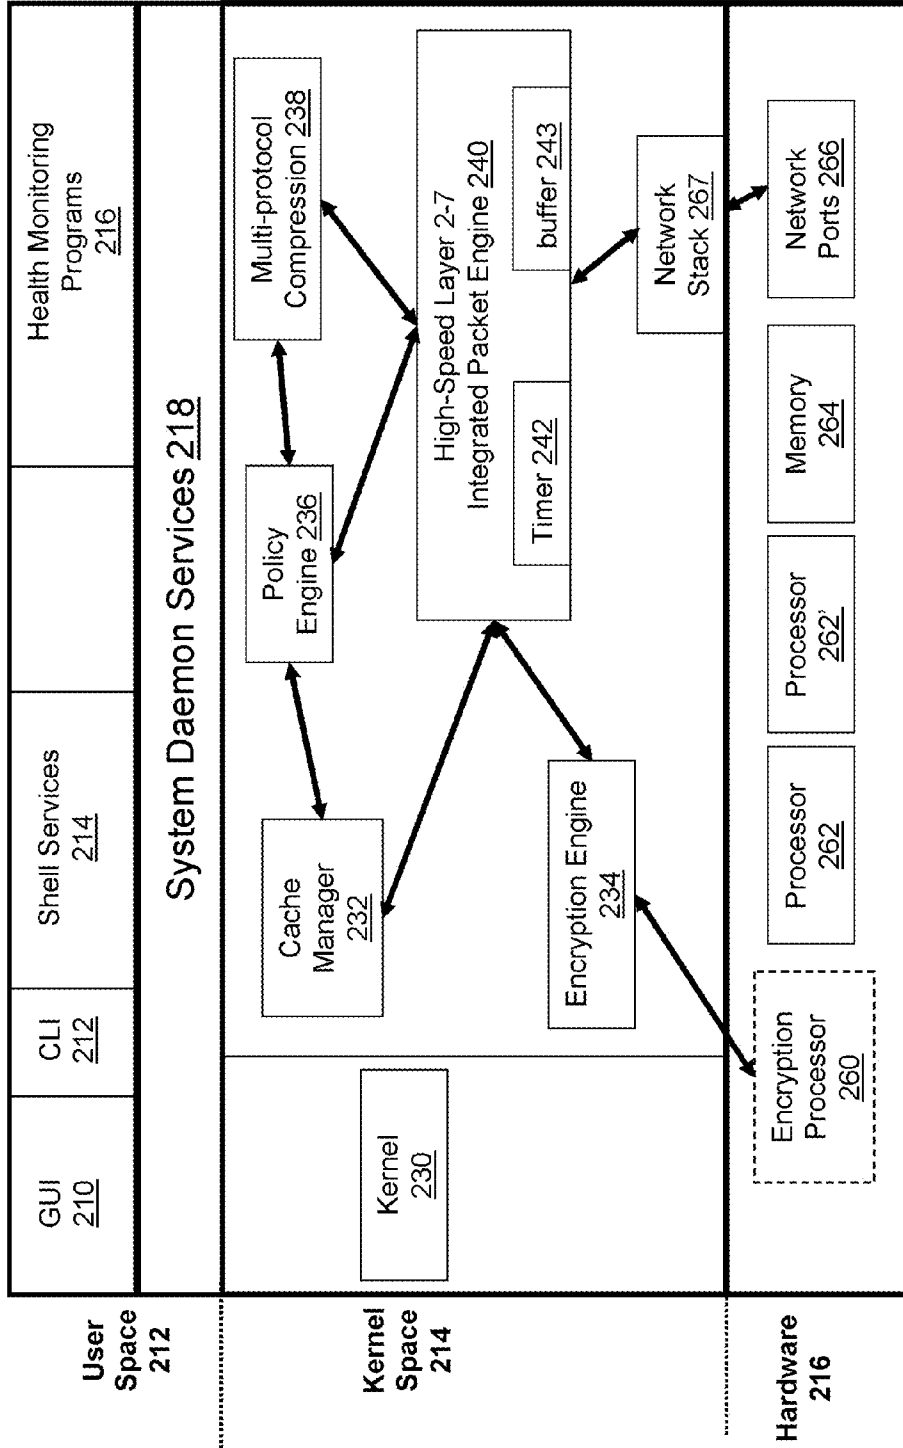 User
Space
212
GUI
210
CLI
212
Shell Services
214
Health Monitoring
Programs
216
System Daemon Services 218
Kernel
Space
214
Kernel
230
Cache
Manager
232
Policy
Engine 236
Multi-protocol
Compression 238
High-Speed Layer 2-7
Integrated Packet Engine 240
Timer 242
buffer 243
Encryption Engine
234
Network
Stack 267
Hardware
216
Encryption
Processor
260
Processor
262
Processor
262'
Memory
264
Network
Ports 266